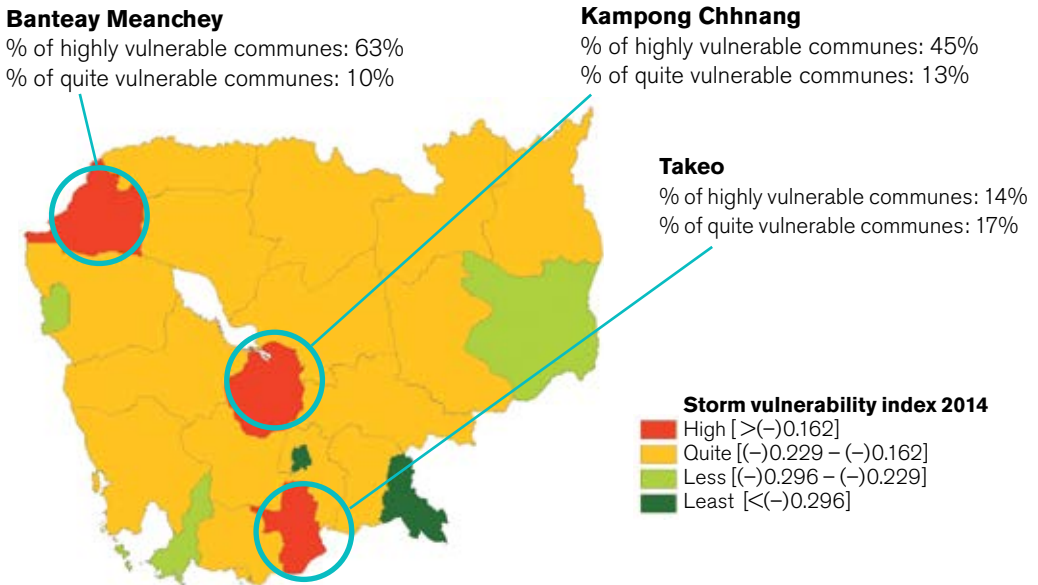 Banteay Meanchey
% of highly vulnerable communes: 63%
% of quite vulnerable communes: 10%
Kampong Chhnang
% of highly vulnerable communes: 45%
% of quite vulnerable communes: 13%
Takeo
% of highly vulnerable communes: 14%
% of quite vulnerable communes: 17%
Storm vulnerability index 2014
High [>(–)0.162]
Quite [(–)0.229 – (–)0.162]
Less [(–)0.296 – (–)0.229]
Least [<(–)0.296]